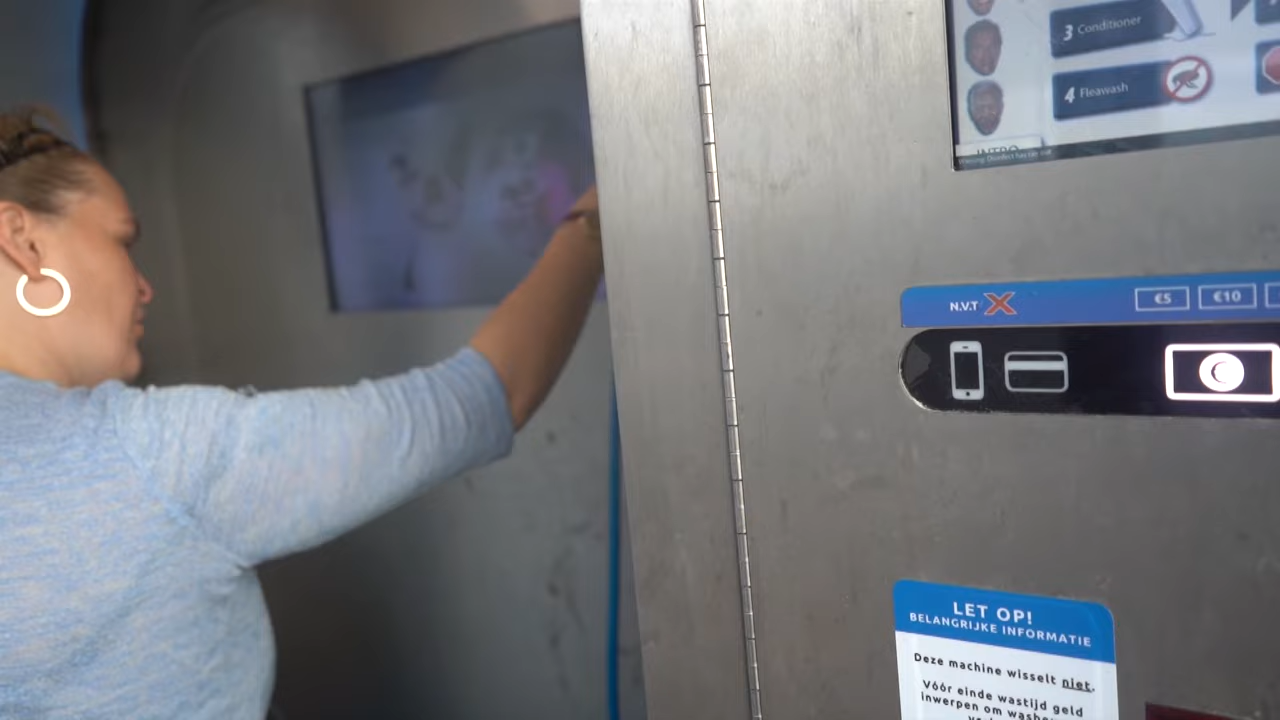 3 Conditioner
4 Fleawash
INTRO
N.V.T X €5 €10
LET OP!
BELANGRIJKE INFORMATIE
Deze machine wisselt niet.
Vóór einde wastijd geld
inwerpen om